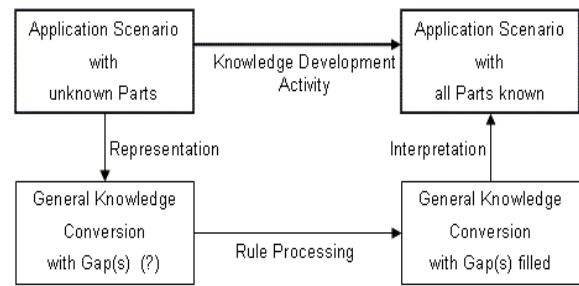 Application Scenario
with
unknown Parts
Knowledge Development
Activity
Application Scenario
with
all Parts known
Representation
Interpretation
General Knowledge
Conversion
with Gap(s) (?)
Rule Processing
General Knowledge
Conversion
with Gap(s) filled